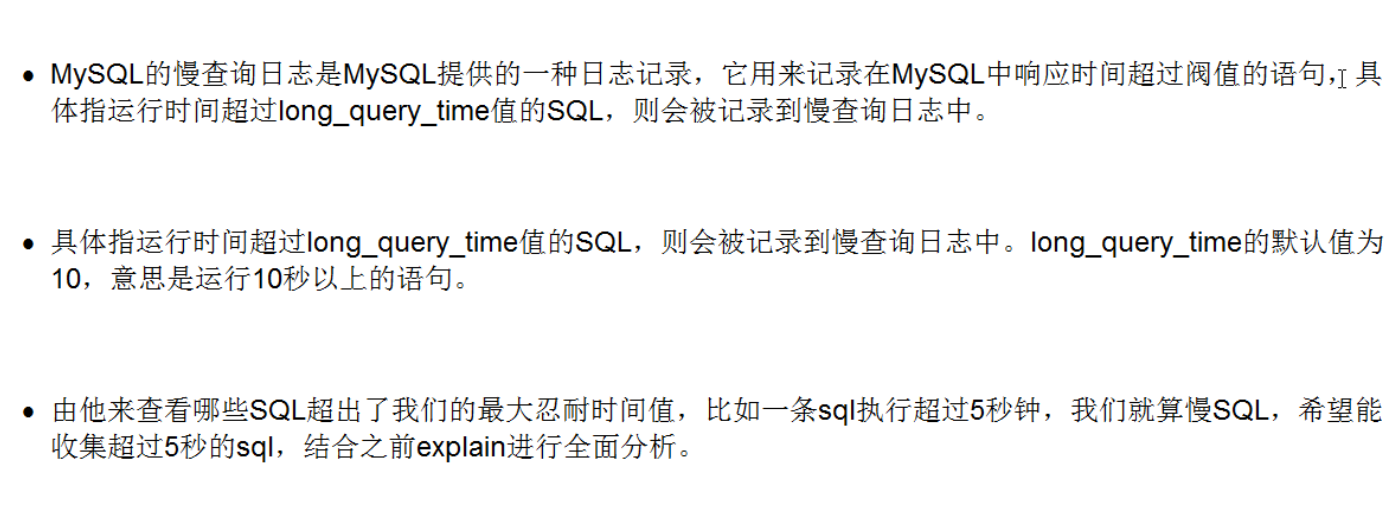 • MySQL的慢查询日志是MySQL提供的一种日志记录，它用来记录在MySQL中响应时间超过阀值的语句，具
体指运行时间超过long_query_time值的SQL，则会被记录到慢查询日志中。
• 具体指运行时间超过long_query_time值的SQL，则会被记录到慢查询日志中。long_query_time的默认值为
10，意思是运行10秒以上的语句。
• 由他来查看哪些SQL超出了我们的最大忍耐时间值，比如一条sql执行超过5秒钟，我们就算慢SQL，希望能
收集超过5秒的sql，结合之前explain进行全面分析。